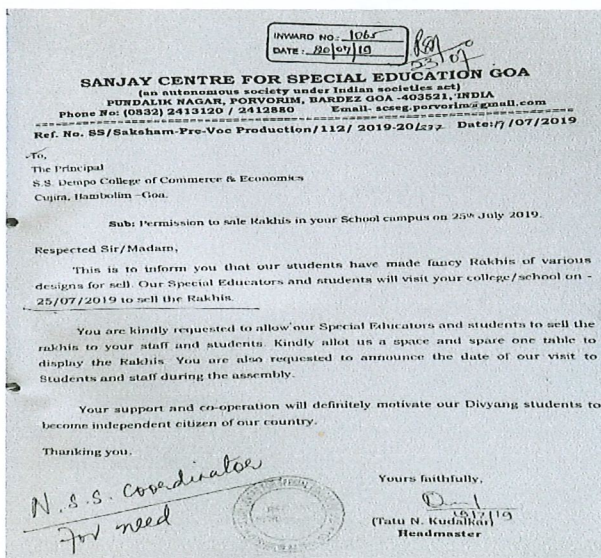 INWARD NO.: 1065
DATE: 20/07/19
23/07
SANJAY CENTRE FOR SPECIAL EDUCATION GOA
(an autonomous society under Indian societies act)
PUNDALIK NAGAR, PORVORIM, BARDEZ GOA -403521, INDIA
Phone No: (0832) 2413120 / 2412880 Email- scseg.porvorim@gmail.com
Ref. No. SS/Saksham-Pre-Voc Production/112/ 2019-20/ Date:17/07/2019
To,
The Principal
S.S. Dempo College of Commerce & Economics
Cujira, Bambolim -Goa.
Sub: Permission to sale Rakhis in your School campus on 25th July 2019.
Respected Sir/Madam,
This is to inform you that our students have made fancy Rakhis of various
designs for sell. Our Special Educators and students will visit your college/school on -
25/07/2019 to sell the Rakhis.
You are kindly requested to allow our Special Educators and students to sell the
rakhis to your staff and students. Kindly allot us a space and spare one table to
display the Rakhis. You are also requested to announce the date of our visit to
Students and staff during the assembly.
Your support and co-operation will definitely motivate our Divyang students to
become independent citizen of our country.
Thanking you,
N.S.S. Coordinator
For need
Yours faithfully,
(Tatu N. Kudalkar)
Headmaster